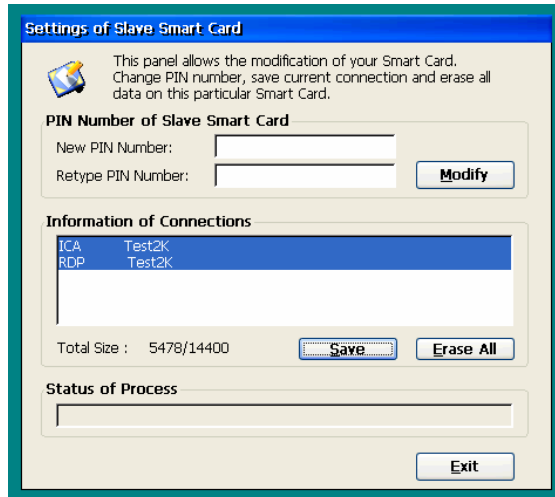 Settings of Slave Smart Card
This panel allows the modification of your Smart Card.
Change PIN number, save current connection and erase all
data on this particular Smart Card.
PIN Number of Slave Smart Card
New PIN Number:
Retype PIN Number:
Modify
Information of Connections
ICA Test2K
RDP Test2K
Total Size : 5478/14400
Save
Erase All
Status of Process
Exit